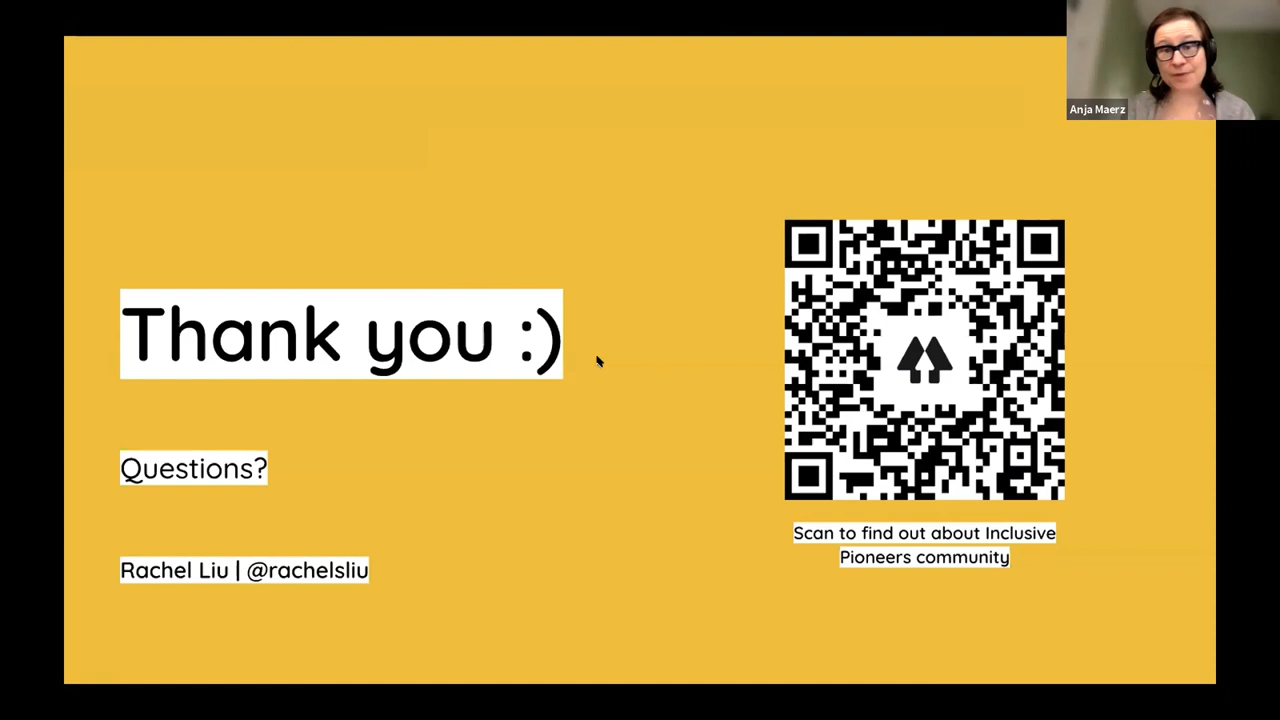 Anja Maerz
Thank you :)
Questions?
Rachel Liu | @rachelsliu
Scan to find out about Inclusive
Pioneers community